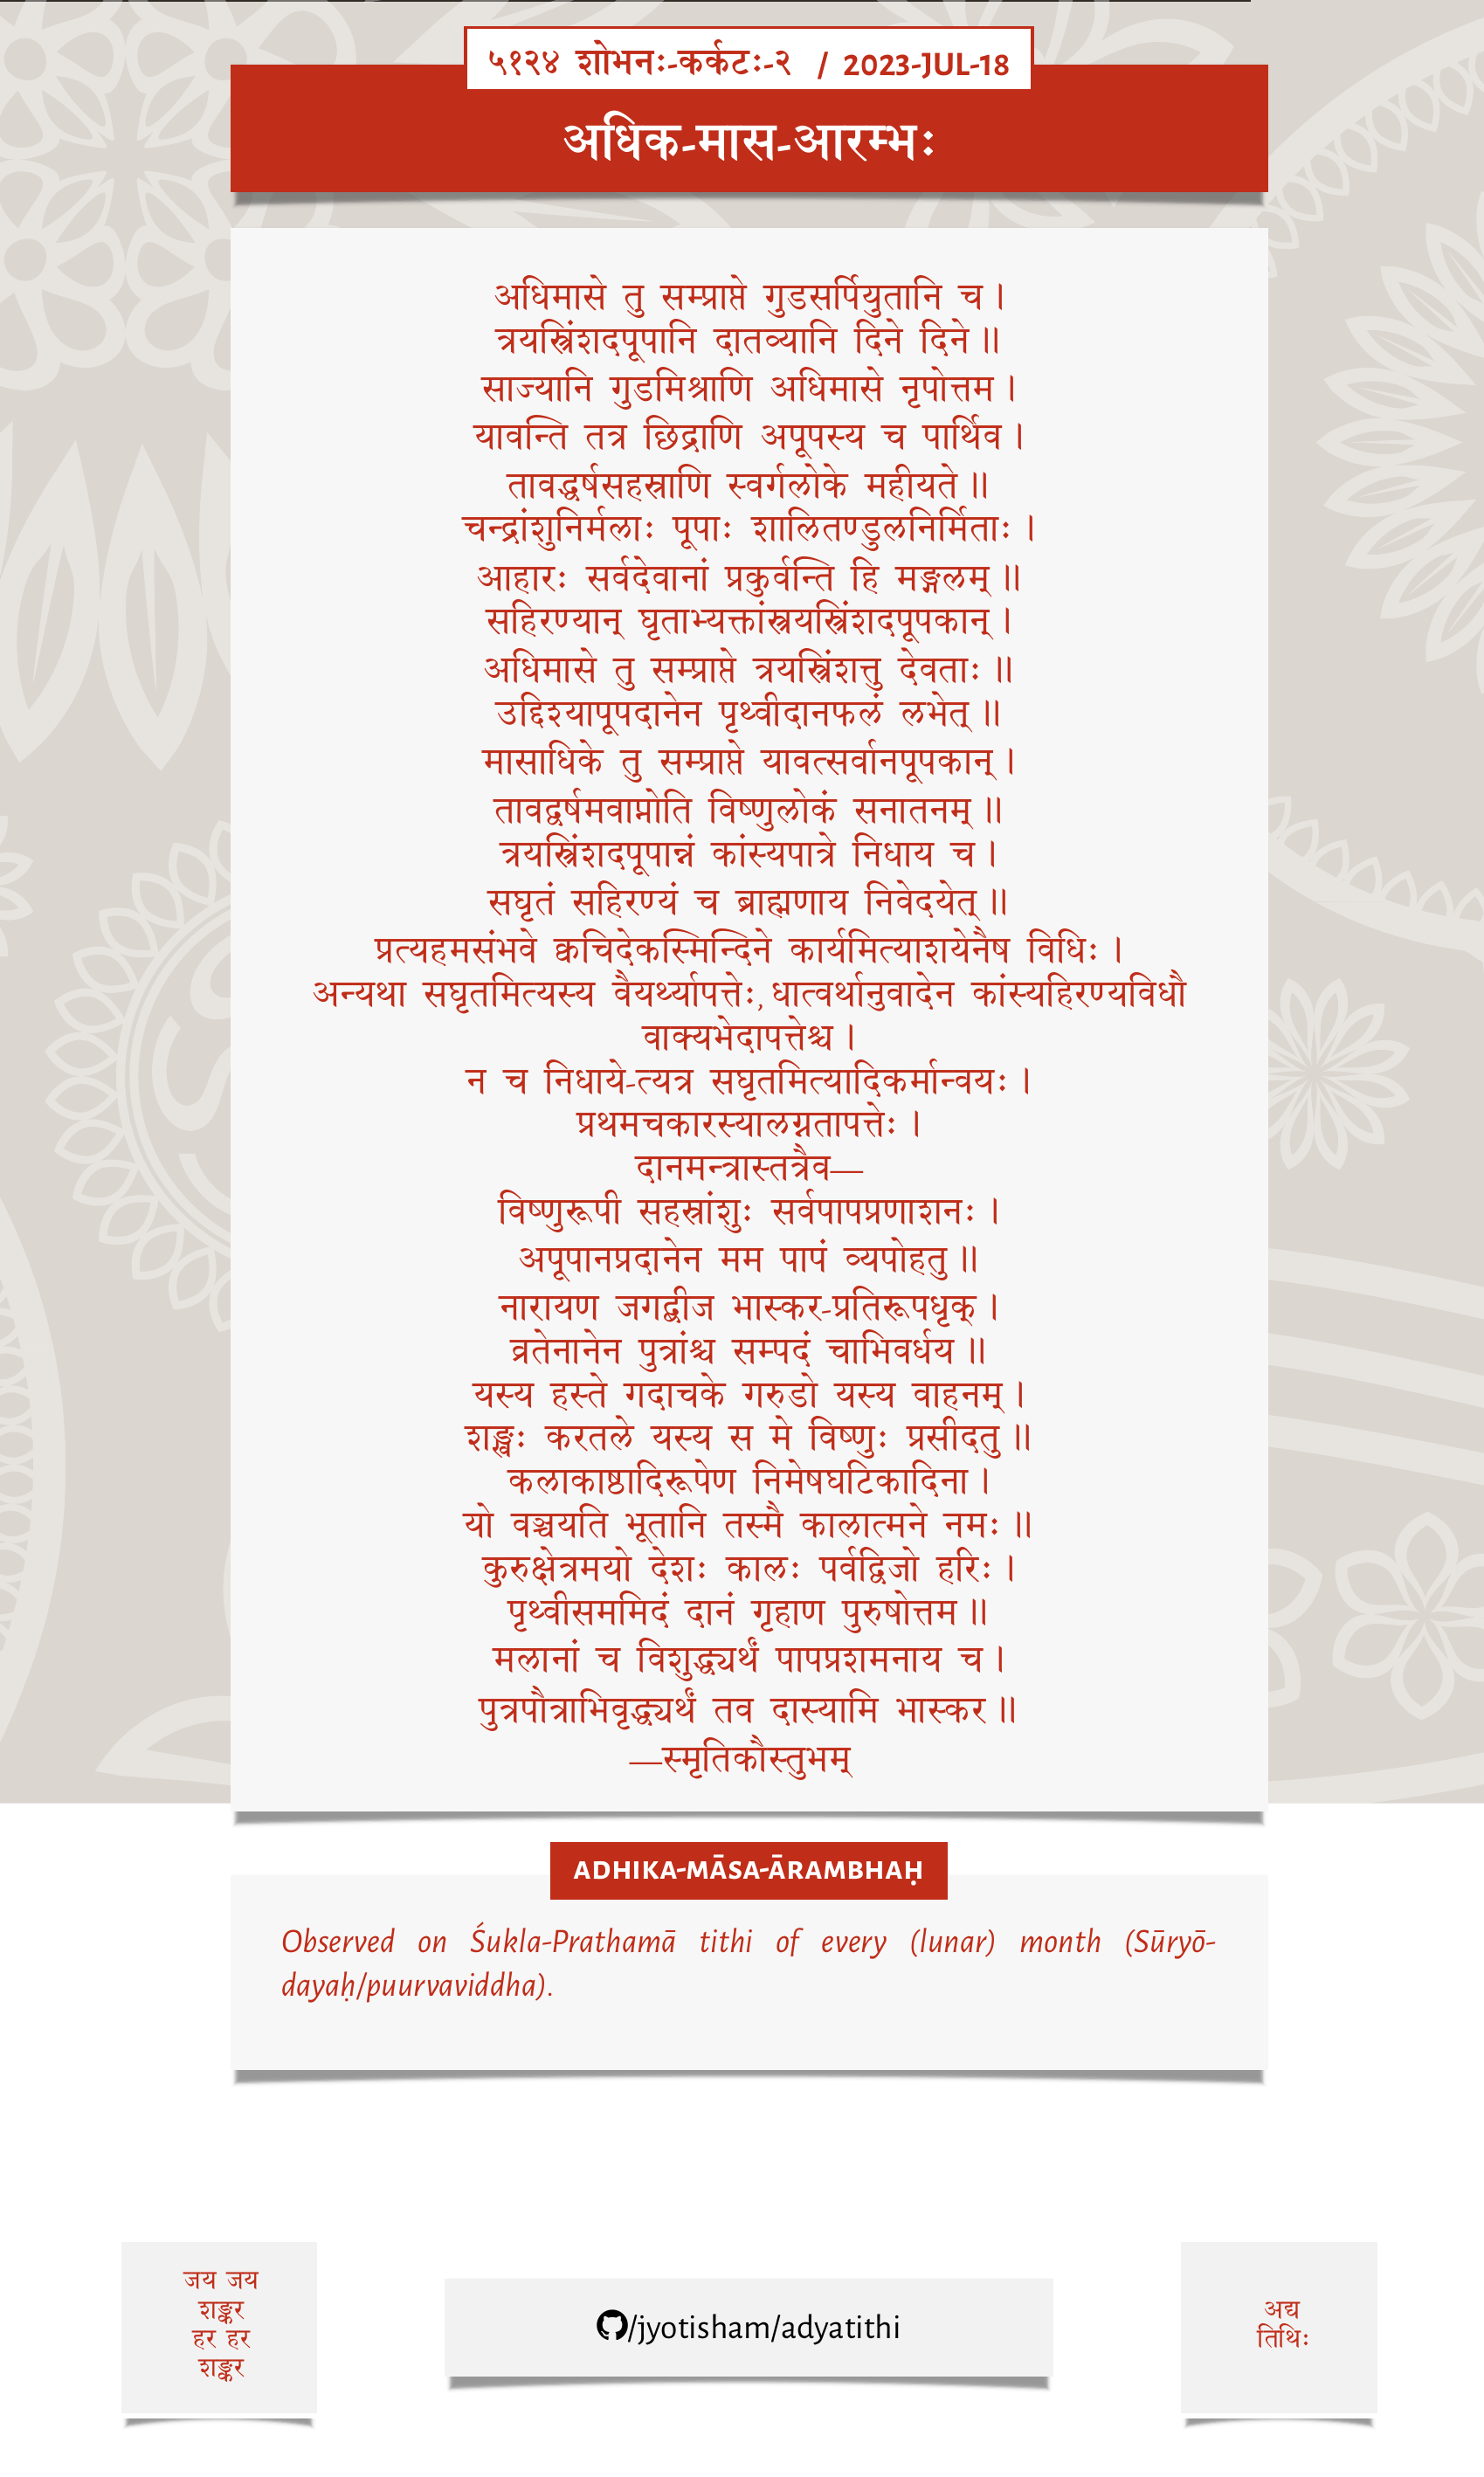 ५१२४ शोभनः-कर्कटः-२ / 2023-JUL-18
अधिक-मास-आरम्भः
अधिमासे तु सम्प्राप्ते गुडसर्पिर्युतानि च।
त्रयस्त्रिंशदपूपानि दातव्यानि दिने दिने॥
साज्यानि गुडमिश्राणि अधिमासे नृपोत्तम।
यावन्ति तत्र छिद्राणि अपूपस्य च पार्थिव।
तावद्वर्षसहस्राणि स्वर्गलोके महीयते॥
चन्द्रांशुनिर्मलाः पूपाः शालितण्डुलनिर्मिताः।
आहारः सर्वदेवानां प्रकुर्वन्ति हि मङ्गलम्॥
सहिरण्यान् घृताभ्यक्तांस्त्रयस्त्रिंशदपूपकान्।
अधिमासे तु सम्प्राप्ते त्रयस्त्रिंशत्तु देवताः॥
उद्दिश्यापूपदानेन पृथ्वीदानफलं लभेत्॥
मासाधिके तु सम्प्राप्ते यावत्सर्वानपूपकान्।
तावद्वर्षमवाप्नोति विष्णुलोकं सनातनम्॥
त्रयस्त्रिंशदपूपान्नं कांस्यपात्रे निधाय च।
सघृतं सहिरण्यं च ब्राह्मणाय निवेदयेत्॥
प्रत्यहमसंभवे क्वचिदेकस्मिन्दिने कार्यमित्याशयेनैष विधिः।
अन्यथा सघृतमित्यस्य वैयर्थ्यापत्तेः, धात्वर्थानुवादेन कांस्यहिरण्यविधौ
वाक्यभेदापत्तेश्च।
न च निधाये-त्यत्र सघृतमित्यादिकर्मान्वयः।
प्रथमचकारस्यालग्नतापत्तेः।
दानमन्त्रास्तत्रैव—
विष्णुरूपी सहस्रांशुः सर्वपापप्रणाशनः।
अपूपानप्रदानेन मम पापं व्यपोहतु॥
नारायण जगद्बीज भास्कर-प्रतिरूपधृक्।
व्रतेनानेन पुत्रांश्च सम्पदं चाभिवर्धय॥
यस्य हस्ते गदाचक्रे गरुडो यस्य वाहनम्।
शङ्खः करतले यस्य स मे विष्णुः प्रसीदतु॥
कलाकाष्ठादिरूपेण निमेषघटिकादिना।
यो वञ्चयति भूतानि तस्मै कालात्मने नमः॥
कुरुक्षेत्रमयो देशः कालः पर्वद्विजो हरिः।
पृथ्वीसममिदं दानं गृहाण पुरुषोत्तम॥
मलानां च विशुद्ध्यर्थं पापप्रशमनाय च।
पुत्रपौत्राभिवृद्ध्यर्थं तव दास्यामि भास्कर॥
—स्मृतिकौस्तुभम्
ADHIKA-MĀSA-ĀRAMBHAḤ
Observed on Śukla-Prathamā tithi of every (lunar) month (Sūryō-
dayaḥ/puurvaviddha).
जय जय
शङ्कर
हर हर
शङ्कर
/jyotisham/adyatithi
अद्य
तिथिः